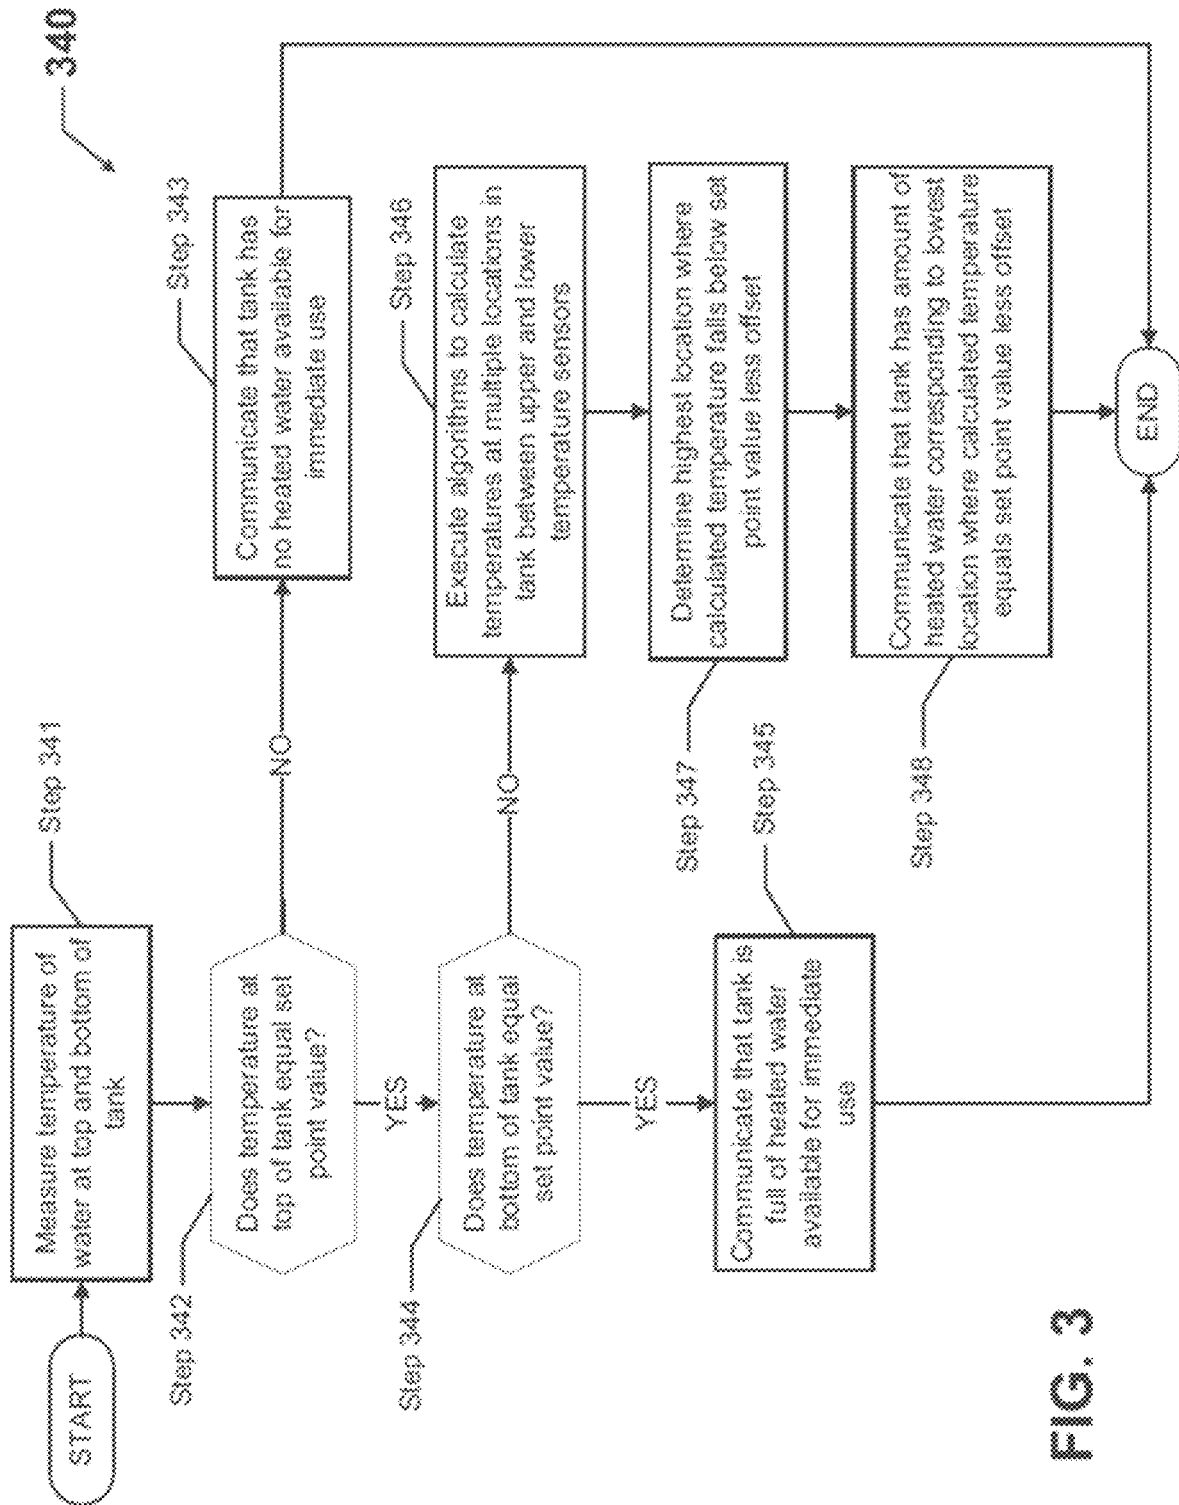 340
START
Measure temperature of
water at top and bottom of
tank
Step 341
Step 342
Does temperature at
top of tank equal set
point value?
NO
Communicate that tank has
no heated water available for
immediate use
Step 343
YES
Step 344
Does temperature at
bottom of tank equal
set point value?
NO
Execute algorithms to calculate
temperatures at multiple locations in
tank between upper and lower
temperature sensors
Step 346
YES
Step 347
Determine highest location where
calculated temperature falls below set
point value less offset
Communicate that tank is
full of heated water
available for immediate
use
Step 345
Step 348
Communicate that tank has amount of
heated water corresponding to lowest
location where calculated temperature
equals set point value less offset
END
FIG. 3